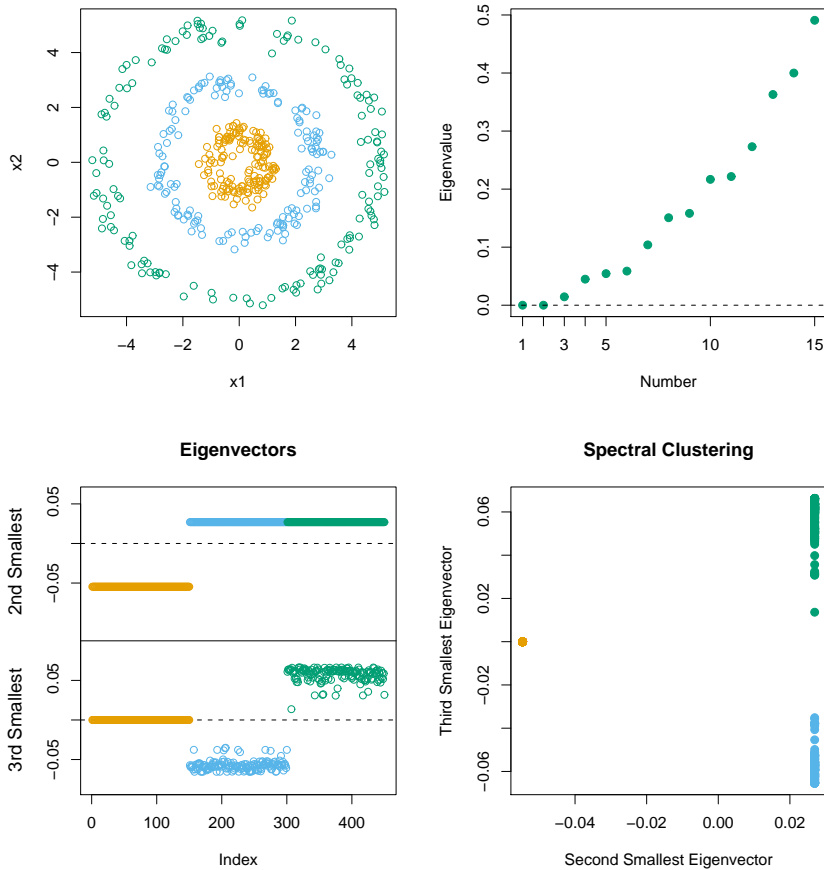 x2
−4 −2 0 2 4
−4 −2 0 2 4
x1
Eigenvalue
0.0 0.1 0.2 0.3 0.4 0.5
1 3 5 10 15
Number
Eigenvectors
2nd Smallest
−0.05 0.05
3rd Smallest
−0.05 0.05
0 100 200 300 400
Index
Spectral Clustering
Third Smallest Eigenvector
−0.06 −0.02 0.02 0.06
−0.04 −0.02 0.00 0.02
Second Smallest Eigenvector